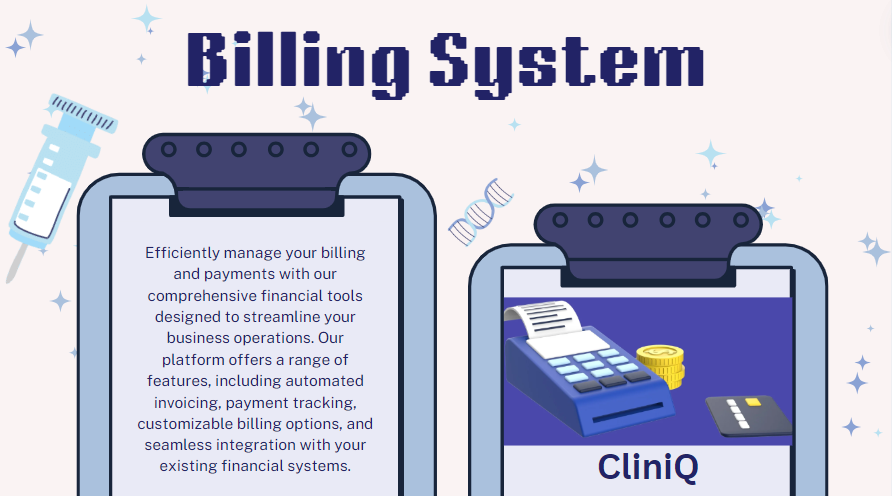 Billing System
Efficiently manage your billing
and payments with our
comprehensive financial tools
designed to streamline your
business operations. Our
platform offers a range of
features, including automated
invoicing, payment tracking,
customizable billing options, and
seamless integration with your
existing financial systems.
CliniQ